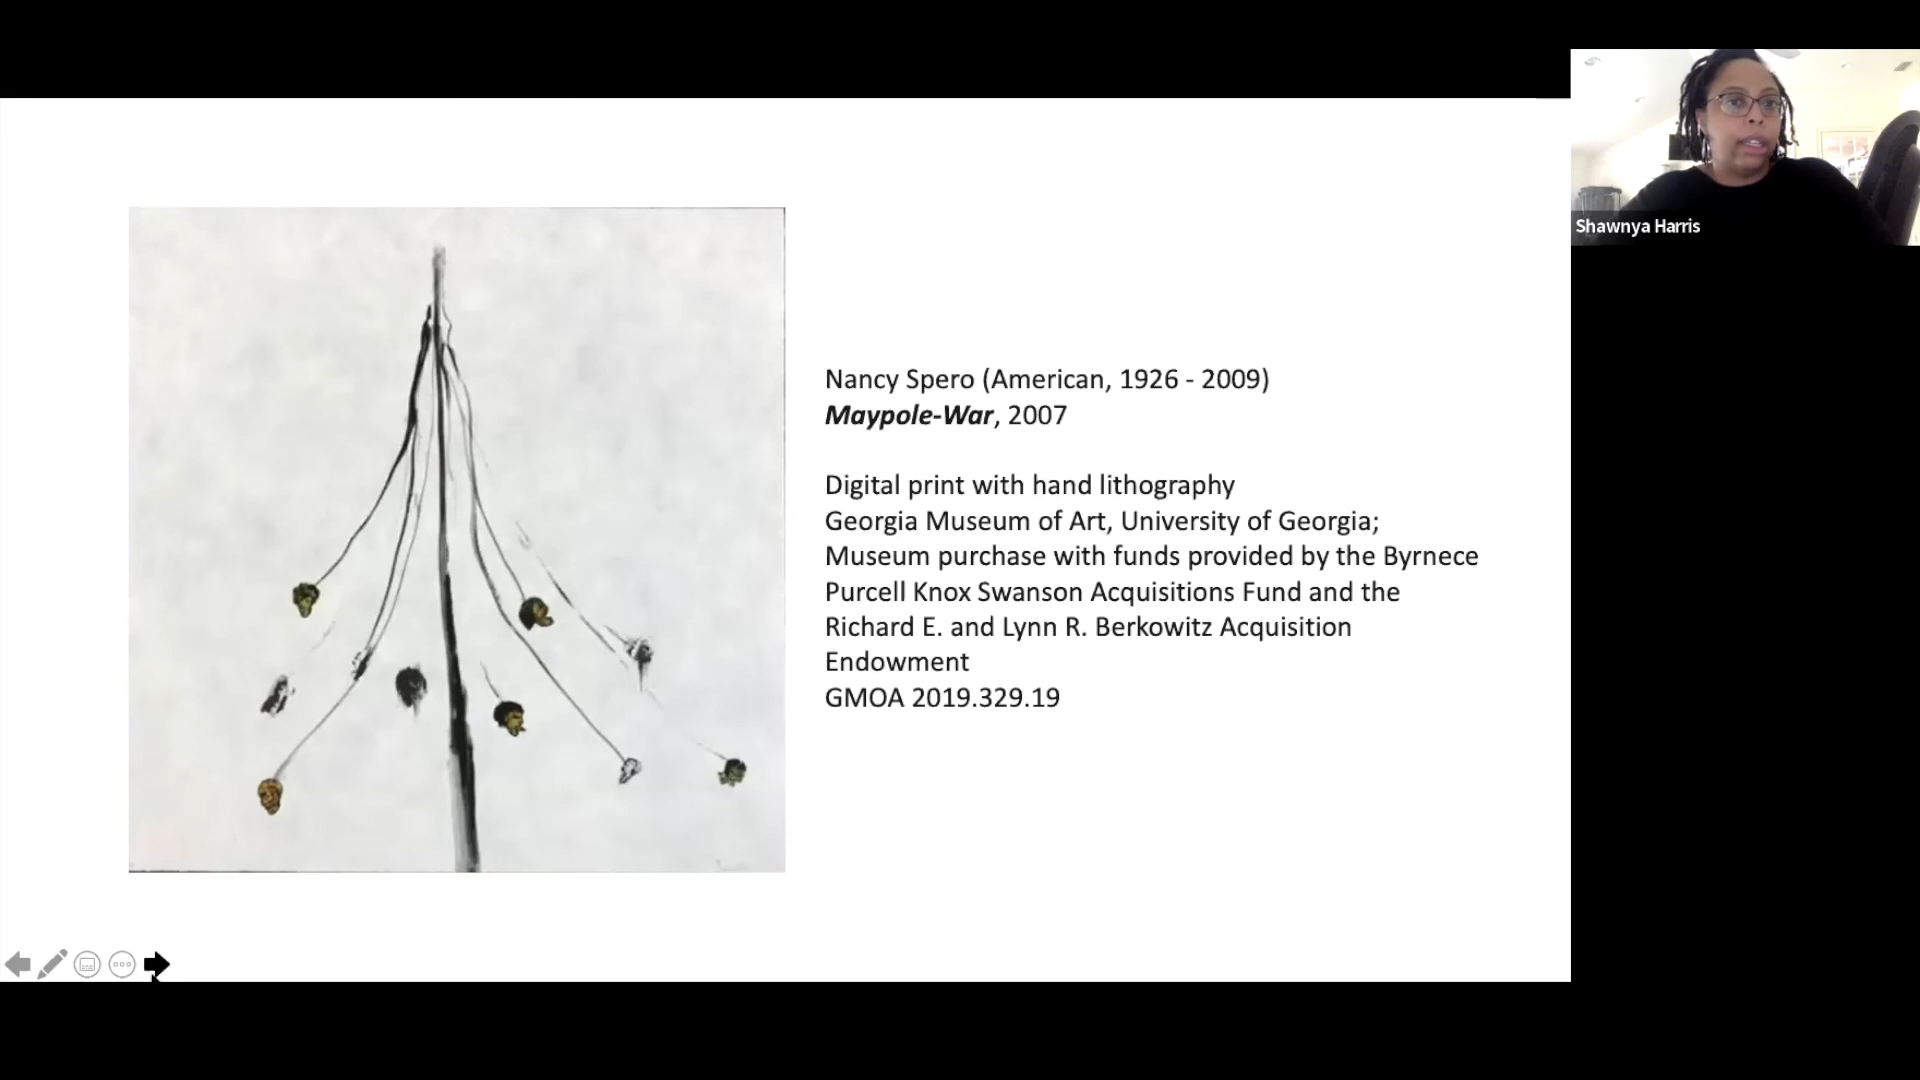 Shawnya Harris
Nancy Spero (American, 1926 - 2009)
Maypole-War, 2007
Digital print with hand lithography
Georgia Museum of Art, University of Georgia;
Museum purchase with funds provided by the Byrnece
Purcell Knox Swanson Acquisitions Fund and the
Richard E. and Lynn R. Berkowitz Acquisition
Endowment
GMOA 2019.329.19